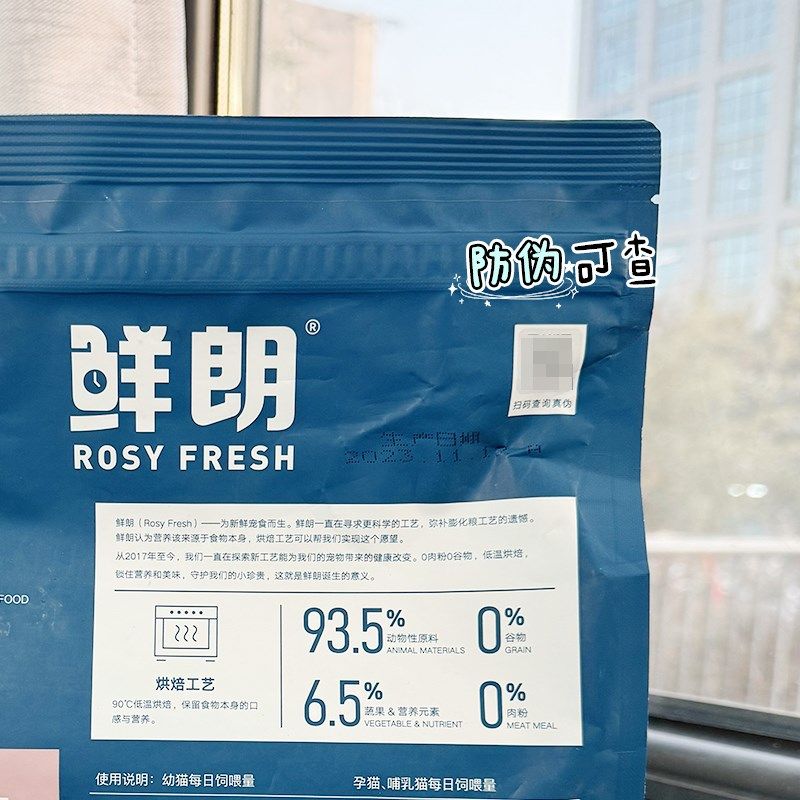 防伪可查
鲜朗®
ROSY FRESH
扫码查询真伪
生产日期
2023.11.17 A
鲜朗（Rosy Fresh）——为新鲜宠食而生。鲜朗一直在寻求更科学的工艺，弥补膨化粮工艺的遗憾。
鲜朗认为营养该来源于食物本身，烘焙工艺可以帮我们实现这个愿望。
从2017年至今，我们一直在探索新工艺能为我们的宠物带来的健康改变。0肉粉0谷物，低温烘焙，
锁住营养和美味，守护我们的小珍贵，这就是鲜朗诞生的意义。
FOOD
烘焙工艺
90℃低温烘焙，保留食物本身的口
感与营养。
93.5% 动物性原料
ANIMAL MATERIALS
0% 谷物
GRAIN
6.5% 蔬果 & 营养元素
VEGETABLE & NUTRIENT
0% 肉粉
MEAT MEAL
使用说明：幼猫每日饲喂量
孕猫、哺乳猫每日饲喂量